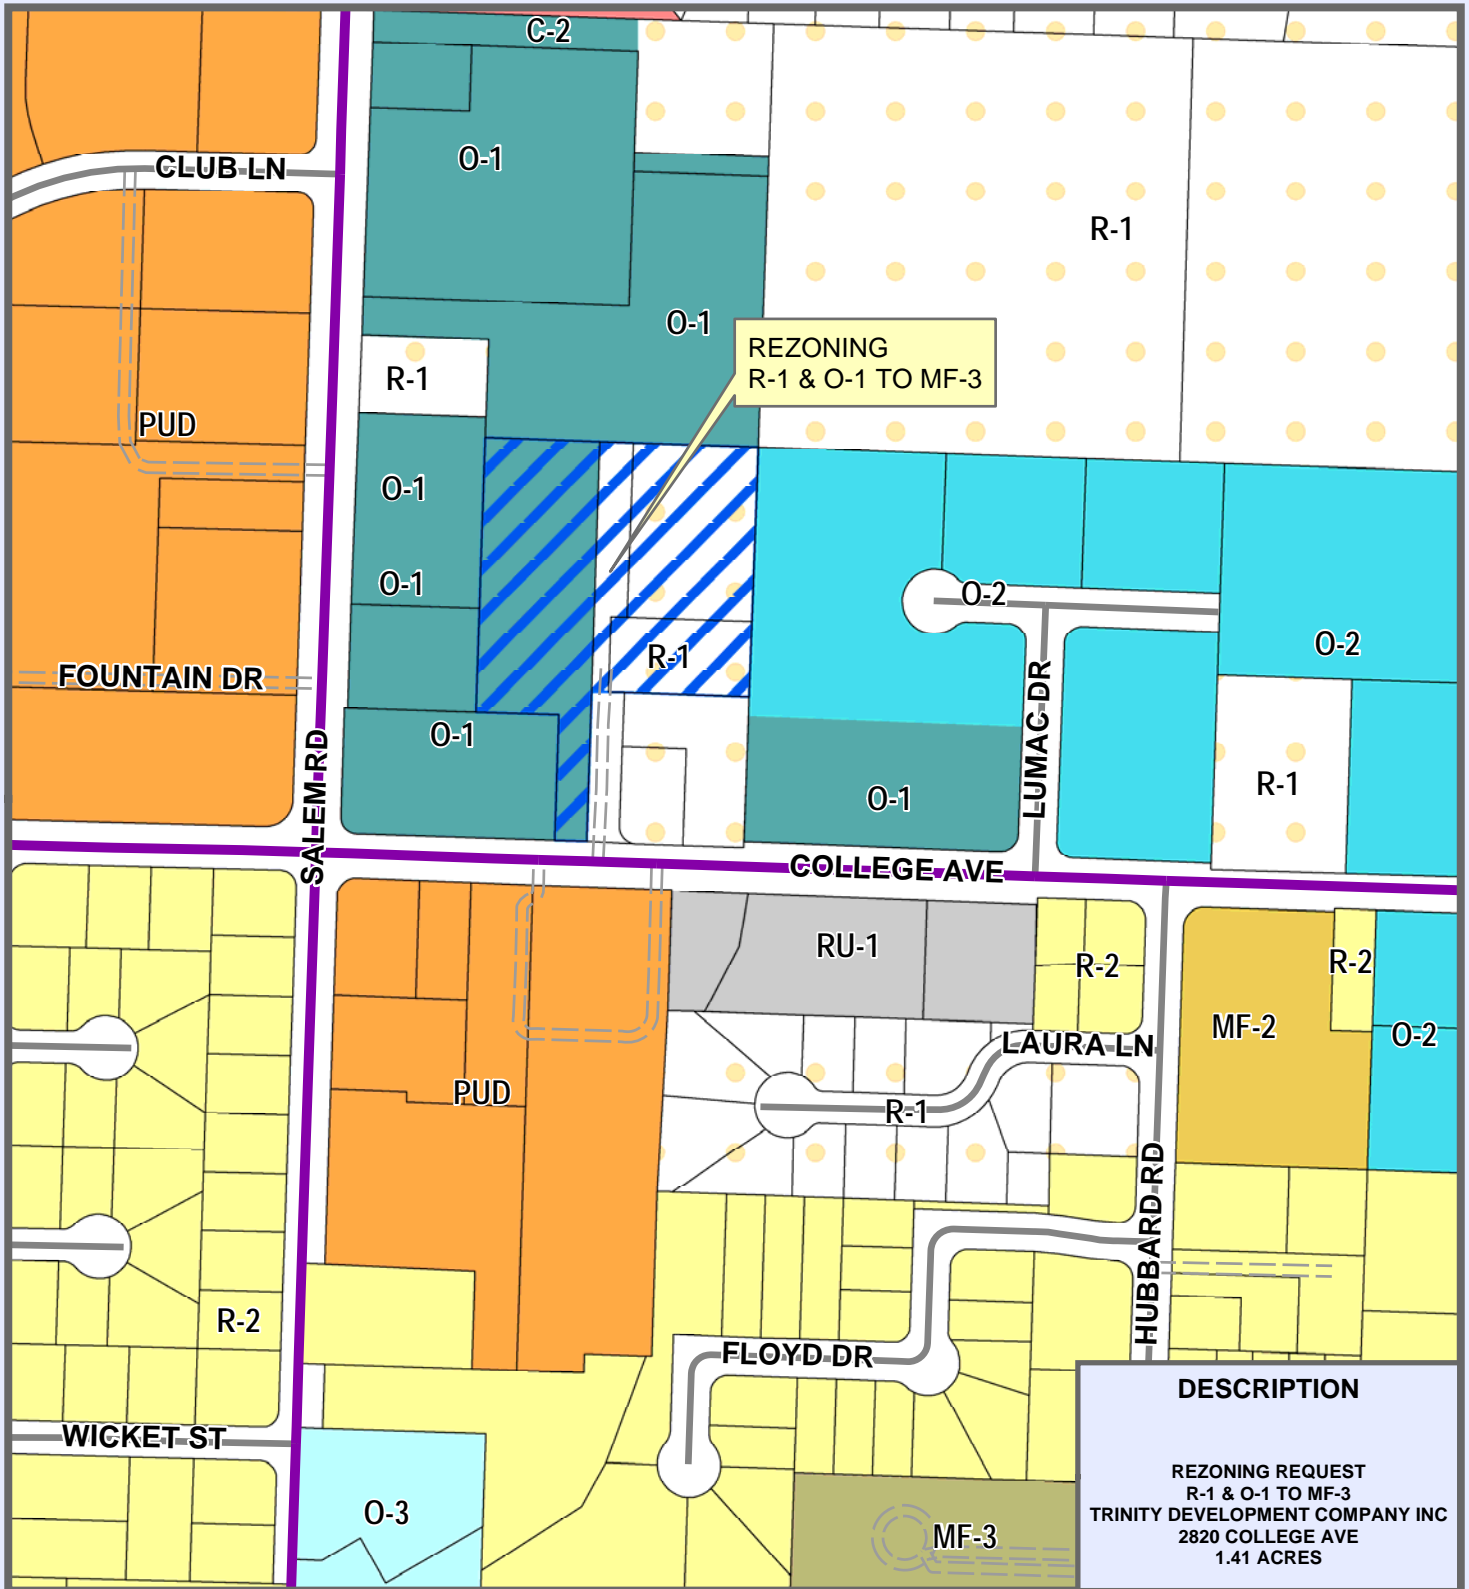 C-2
O-1
CLUB LN
R-1
O-1
REZONING
R-1 & O-1 TO MF-3
R-1
PUD
O-1
O-1
O-2
O-2
R-1
FOUNTAIN DR
LUMAC DR
O-1
SALEM RD
R-1
O-1
COLLEGE AVE
RU-1
R-2
R-2
MF-2
O-2
LAURA LN
PUD
R-1
HUBBARD RD
R-2
FLOYD DR
WICKET ST
O-3
MF-3
DESCRIPTION
REZONING REQUEST
R-1 & O-1 TO MF-3
TRINITY DEVELOPMENT COMPANY INC
2820 COLLEGE AVE
1.41 ACRES